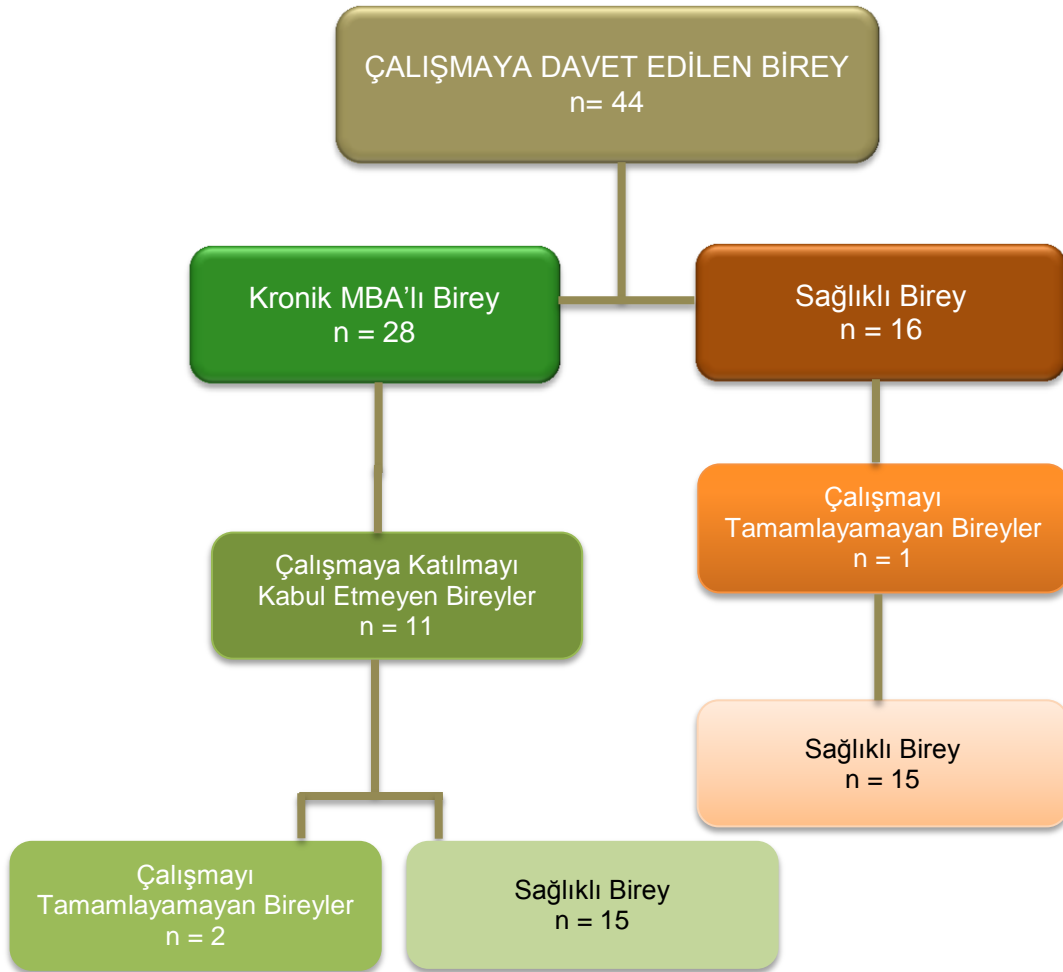 ÇALIŞMAYA DAVET EDİLEN BİREY
n= 44
Kronik MBA’lı Birey
n = 28
Sağlıklı Birey
n = 16
Çalışmaya Katılmayı
Kabul Etmeyen Bireyler
n = 11
Çalışmayı
Tamamlayamayan Bireyler
n = 1
Sağlıklı Birey
n = 15
Çalışmayı
Tamamlayamayan Bireyler
n = 2
Sağlıklı Birey
n = 15